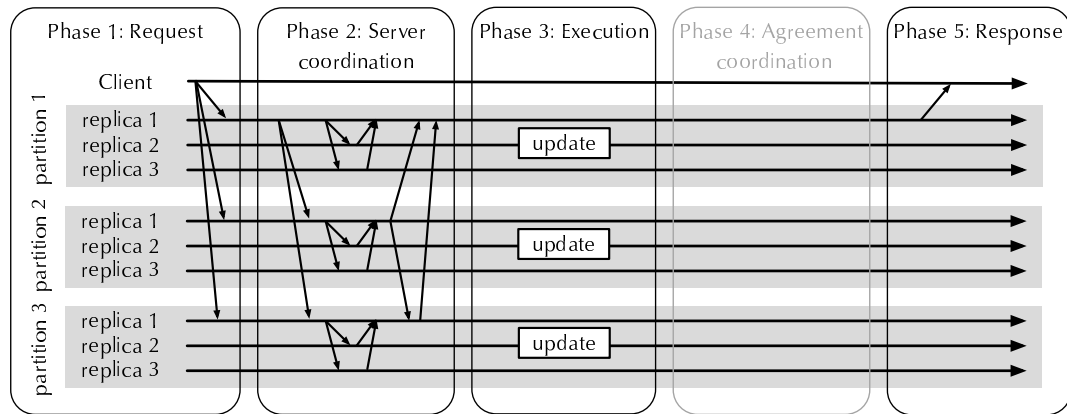 Phase 1: Request
Phase 2: Server
coordination
Phase 3: Execution
Phase 4: Agreement
coordination
Phase 5: Response
Client
partition 1
replica 1
replica 2
replica 3
update
partition 2
replica 1
replica 2
replica 3
update
partition 3
replica 1
replica 2
replica 3
update